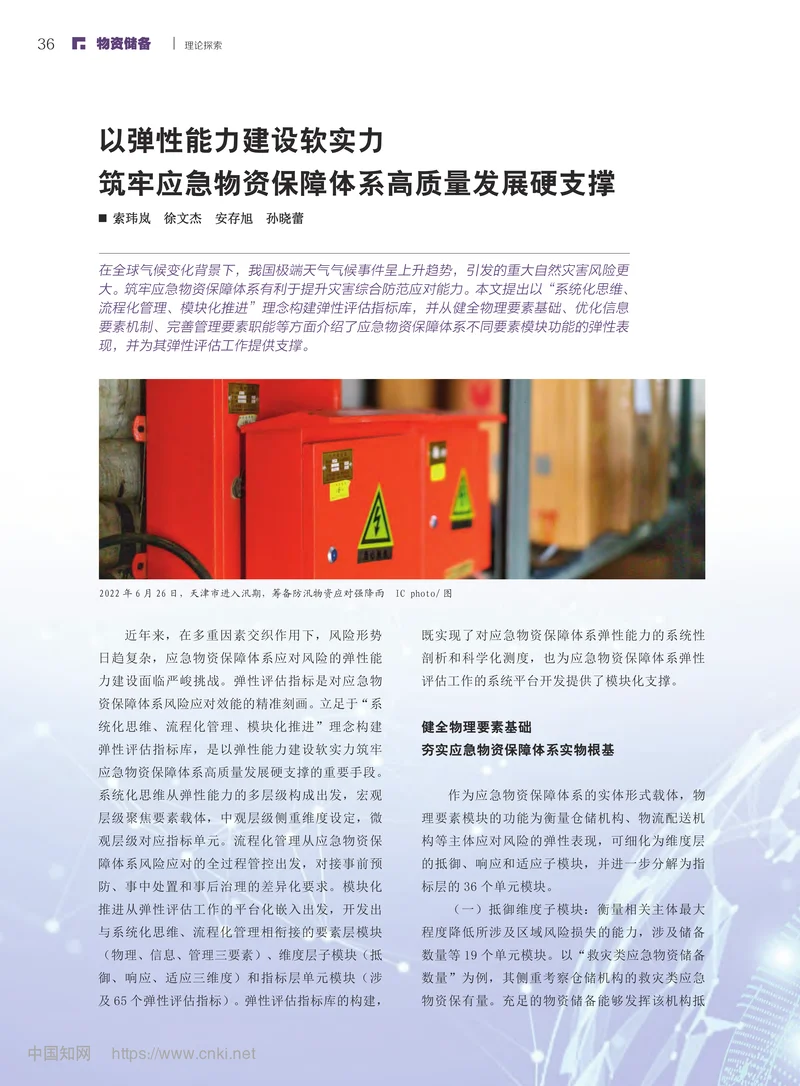 36
物资储备
理论探索
以弹性能力建设软实力
筑牢应急物资保障体系高质量发展硬支撑
■ 索玮岚 徐文杰 安存旭 孙晓蕾
在全球气候变化背景下，我国极端天气气候事件呈上升趋势，引发的重大自然灾害风险更
大。筑牢应急物资保障体系有利于提升灾害综合防范应对能力。本文提出以“系统化思维、
流程化管理、模块化推进”理念构建弹性评估指标库，并从健全物理要素基础、优化信息
要素机制、完善管理要素职能等方面介绍了应急物资保障体系不同要素模块功能的弹性表
现，并为其弹性评估工作提供支撑。
2022 年 6 月 26 日，天津市进入汛期，筹备防汛物资应对强降雨 IC photo/ 图
近年来，在多重因素交织作用下，风险形势
日趋复杂，应急物资保障体系应对风险的弹性能
力建设面临严峻挑战。弹性评估指标是对应急物
资保障体系风险应对效能的精准刻画。立足于“系
统化思维、流程化管理、模块化推进”理念构建
弹性评估指标库，是以弹性能力建设软实力筑牢
应急物资保障体系高质量发展硬支撑的重要手段。
系统化思维从弹性能力的多层级构成出发，宏观
层级聚焦要素载体，中观层级侧重维度设定，微
观层级对应指标单元。流程化管理从应急物资保
障体系风险应对的全过程管控出发，对接事前预
防、事中处置和事后治理的差异化要求。模块化
推进从弹性评估工作的平台化嵌入出发，开发出
与系统化思维、流程化管理相衔接的要素层模块
（物理、信息、管理三要素）、维度层子模块（抵
御、响应、适应三维度）和指标层单元模块（涉
及 65 个弹性评估指标）。弹性评估指标库的构建，
既实现了对应急物资保障体系弹性能力的系统性
剖析和科学化测度，也为应急物资保障体系弹性
评估工作的系统平台开发提供了模块化支撑。
健全物理要素基础
夯实应急物资保障体系实物根基
作为应急物资保障体系的实体形式载体，物
理要素模块的功能为衡量仓储机构、物流配送机
构等主体应对风险的弹性表现，可细化为维度层
的抵御、响应和适应子模块，并进一步分解为指
标层的 36 个单元模块。
（一）抵御维度子模块：衡量相关主体最大
程度降低所涉及区域风险损失的能力，涉及储备
数量等 19 个单元模块。以“救灾类应急物资储备
数量”为例，其侧重考察仓储机构的救灾类应急
物资保有量。充足的物资储备能够发挥该机构抵
中国知网 https://www.cnki.net